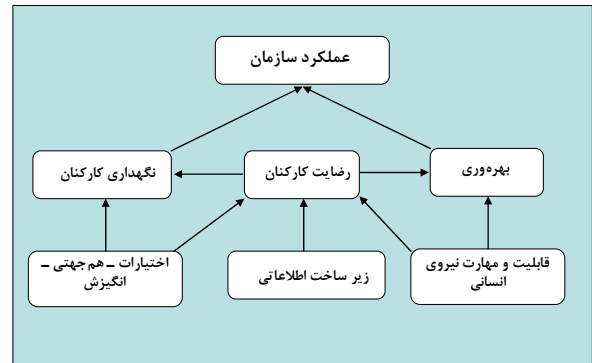 عملکرد سازمان
بهره‌وری
رضایت کارکنان
نگهداری کارکنان
قابلیت و مهارت نیروی
انسانی
زیر ساخت اطلاعاتی
اختیارات – هم جهتی –
انگیزش